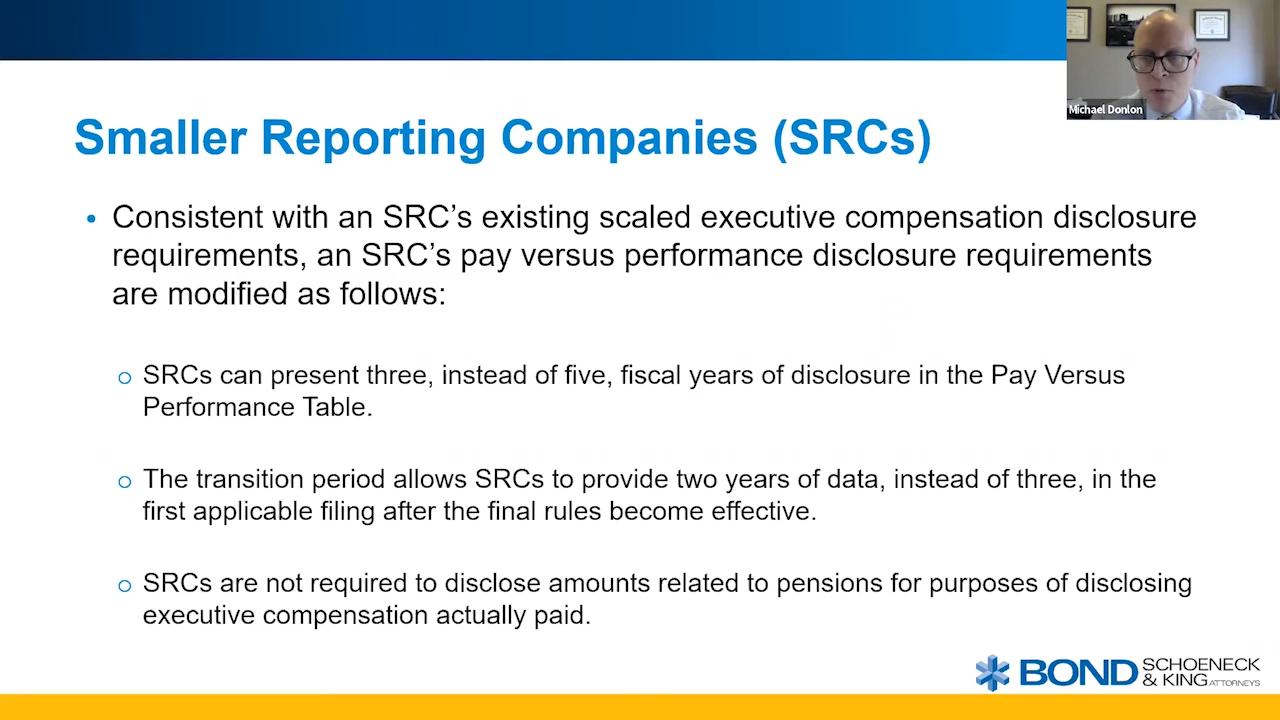 Michael Donlon
Smaller Reporting Companies (SRCs)
• Consistent with an SRC’s existing scaled executive compensation disclosure
requirements, an SRC’s pay versus performance disclosure requirements
are modified as follows:
o SRCs can present three, instead of five, fiscal years of disclosure in the Pay Versus
Performance Table.
o The transition period allows SRCs to provide two years of data, instead of three, in the
first applicable filing after the final rules become effective.
o SRCs are not required to disclose amounts related to pensions for purposes of disclosing
executive compensation actually paid.
BOND SCHOENECK
& KING ATTORNEYS